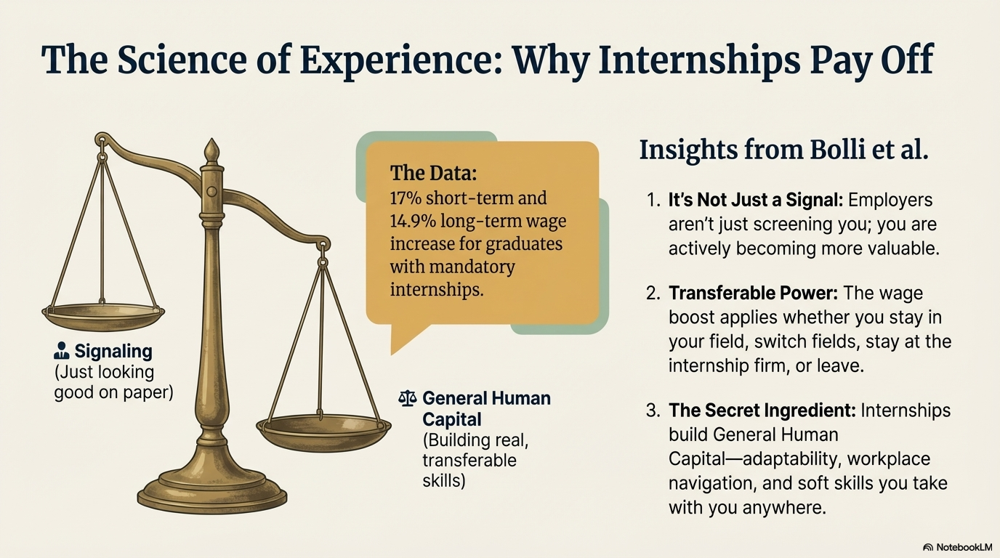 The Science of Experience: Why Internships Pay Off
Signaling
(Just looking
good on paper)
The Data:
17% short-term and
14.9% long-term wage
increase for graduates
with mandatory
internships.
General Human
Capital
(Building real,
transferable
skills)
Insights from Bolli et al.
1. It’s Not Just a Signal: Employers
aren’t just screening you; you are
actively becoming more valuable.
2. Transferable Power: The wage
boost applies whether you stay in
your field, switch fields, stay at the
internship firm, or leave.
3. The Secret Ingredient: Internships
build General Human
Capital—adaptability, workplace
navigation, and soft skills you take
with you anywhere.
NotebookLM